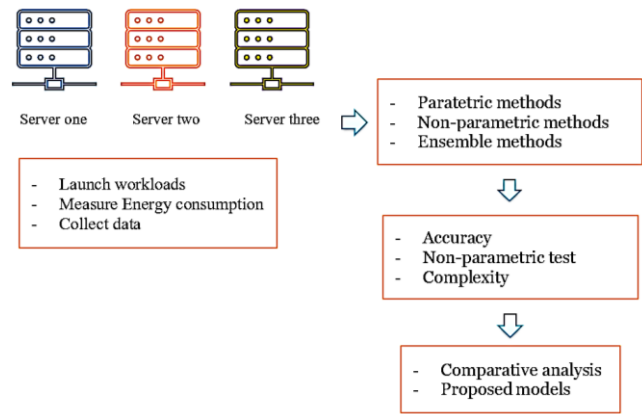 Server one
Server two
Server three
- Launch workloads
- Measure Energy consumption
- Collect data
- Paratetric methods
- Non-parametric methods
- Ensemble methods
- Accuracy
- Non-parametric test
- Complexity
- Comparative analysis
- Proposed models